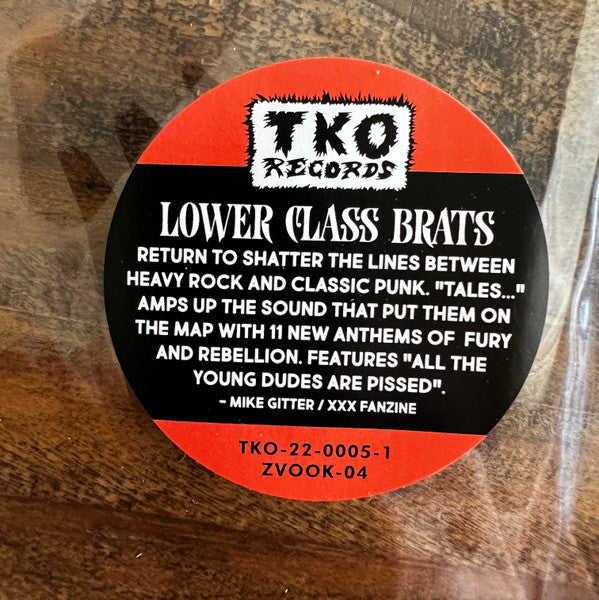 TKO
RECORDS
LOWER CLASS BRATS
RETURN TO SHATTER THE LINES BETWEEN
HEAVY ROCK AND CLASSIC PUNK. "TALES..."
AMPS UP THE SOUND THAT PUT THEM ON
THE MAP WITH 11 NEW ANTHEMS OF FURY
AND REBELLION. FEATURES "ALL THE
YOUNG DUDES ARE PISSED".
– MIKE GITTER / XXX FANZINE
TKO-22-0005-1
ZVOOK-04